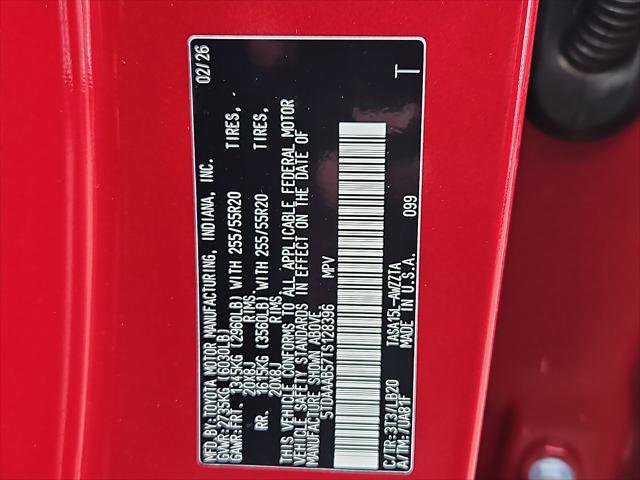 MFD.BY:TOYOTA MOTOR MANUFACTURING, INDIANA, INC. 02/26
GVWR:2735KG (6030LB)
GAWR:FRT. 1345KG (2960LB) WITH 255/55R20 TIRES,
20X8J RIMS,
RR. 1615KG (3560LB) WITH 255/55R20 TIRES,
20X8J RIMS.
THIS VEHICLE CONFORMS TO ALL APPLICABLE FEDERAL MOTOR
VEHICLE SAFETY STANDARDS IN EFFECT ON THE DATE OF
MANUFACTURE SHOWN ABOVE.
5TDAAAB57TS128396 MPV
099
C/TR:3T3/LB20 TASA15L-AWZZTA T
A/TM:/UA81F MADE IN U.S.A.